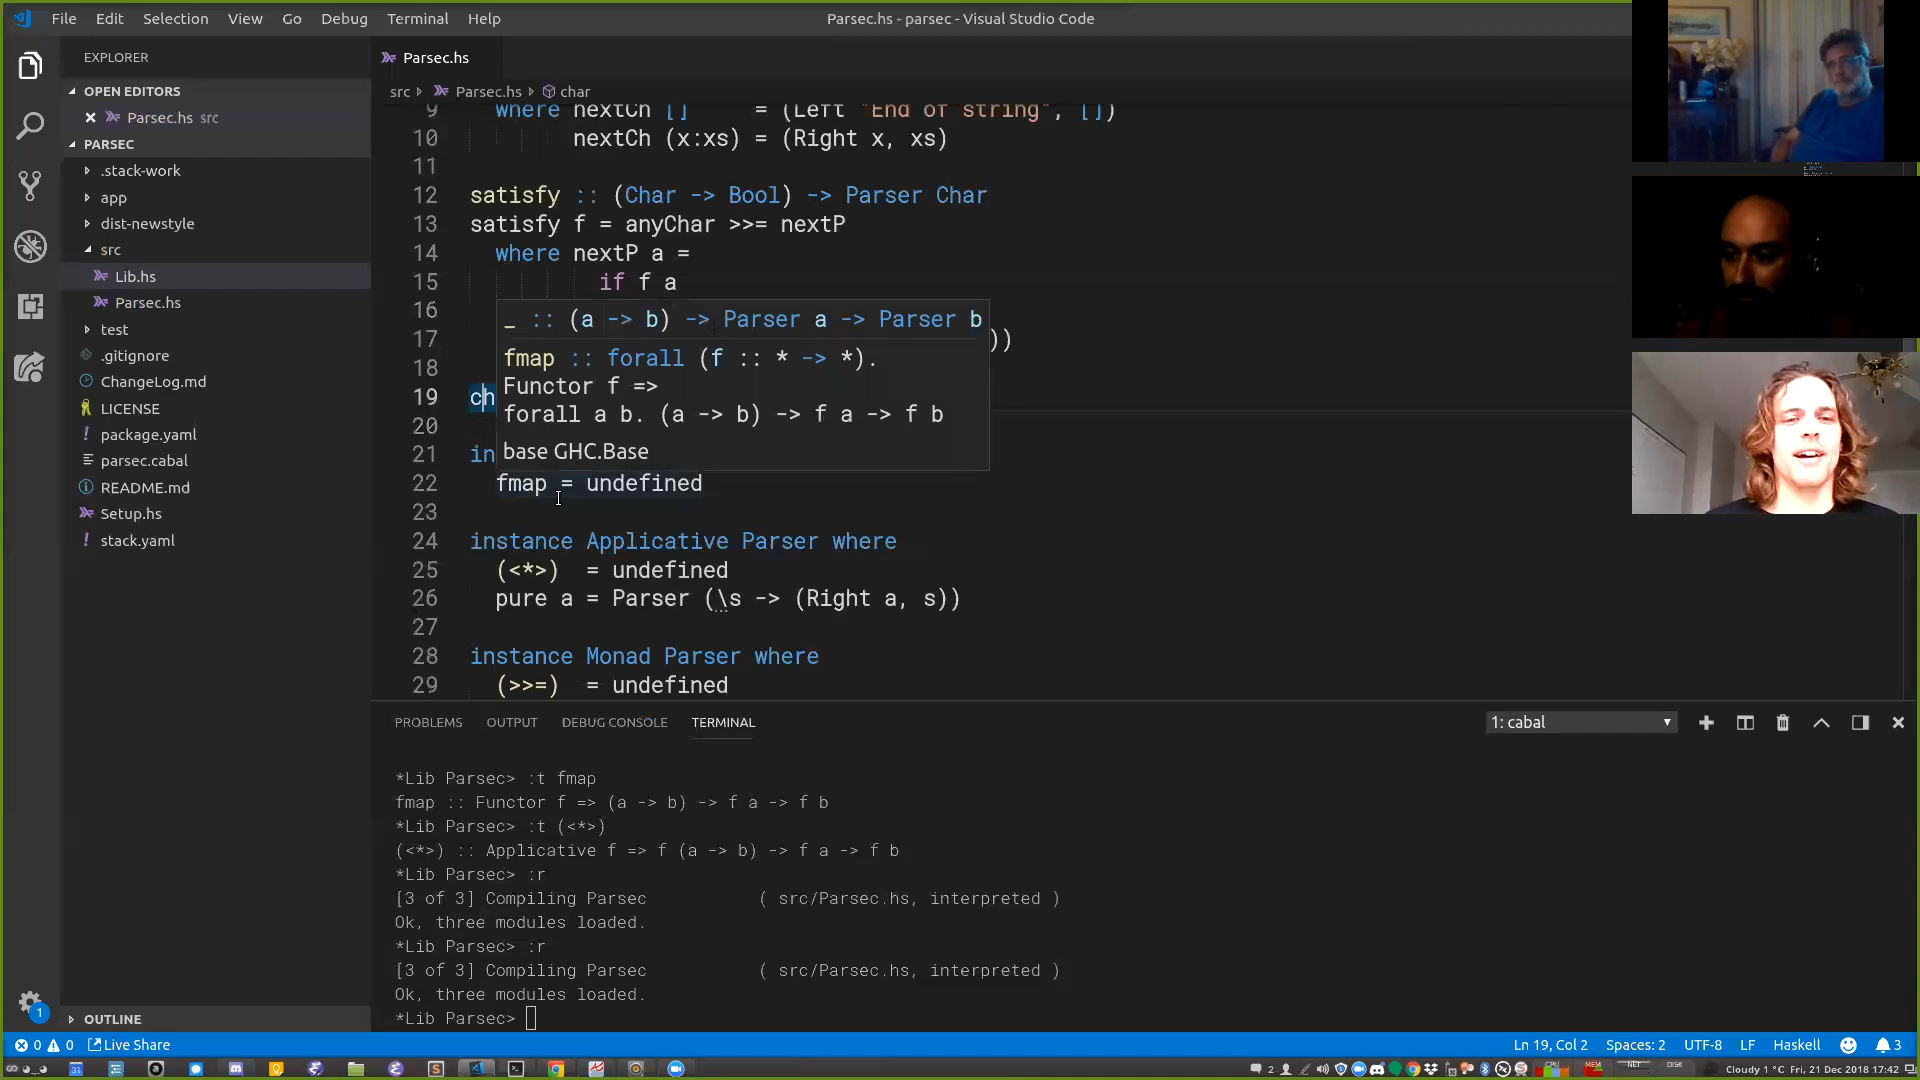 File Edit Selection View Go Debug Terminal Help
Parsec.hs - parsec - Visual Studio Code
EXPLORER
OPEN EDITORS
Parsec.hs src
PARSEC
.stack-work
app
dist-newstyle
src
Lib.hs
Parsec.hs
test
.gitignore
ChangeLog.md
LICENSE
package.yaml
parsec.cabal
README.md
Setup.hs
stack.yaml
OUTLINE
Parsec.hs
src Parsec.hs char
9 where nextCh [] = (Left "End of string", [])
10 nextCh (x:xs) = (Right x, xs)
11
12 satisfy :: (Char -> Bool) -> Parser Char
13 satisfy f = anyChar >>= nextP
14 where nextP a =
15 if f a
16
_ :: (a -> b) -> Parser a -> Parser b
17 ))
fmap :: forall (f :: * -> *).
18
Functor f =>
19 ch
forall a b. (a -> b) -> f a -> f b
20
21 in
base GHC.Base
22 fmap = undefined
23
24 instance Applicative Parser where
25 (<*>) = undefined
26 pure a = Parser (\s -> (Right a, s))
27
28 instance Monad Parser where
29 (>>=) = undefined
PROBLEMS OUTPUT DEBUG CONSOLE TERMINAL
1: cabal
*Lib Parsec> :t fmap
fmap :: Functor f => (a -> b) -> f a -> f b
*Lib Parsec> :t (<*>)
(<*>) :: Applicative f => f (a -> b) -> f a -> f b
*Lib Parsec> :r
[3 of 3] Compiling Parsec ( src/Parsec.hs, interpreted )
Ok, three modules loaded.
*Lib Parsec> :r
[3 of 3] Compiling Parsec ( src/Parsec.hs, interpreted )
Ok, three modules loaded.
*Lib Parsec>
1
0 0 Live Share
Ln 19, Col 2 Spaces: 2 UTF-8 LF Haskell 3
31
2
CPU MEM NET DISK
Cloudy 1 °C Fri, 21 Dec 2018 17:42